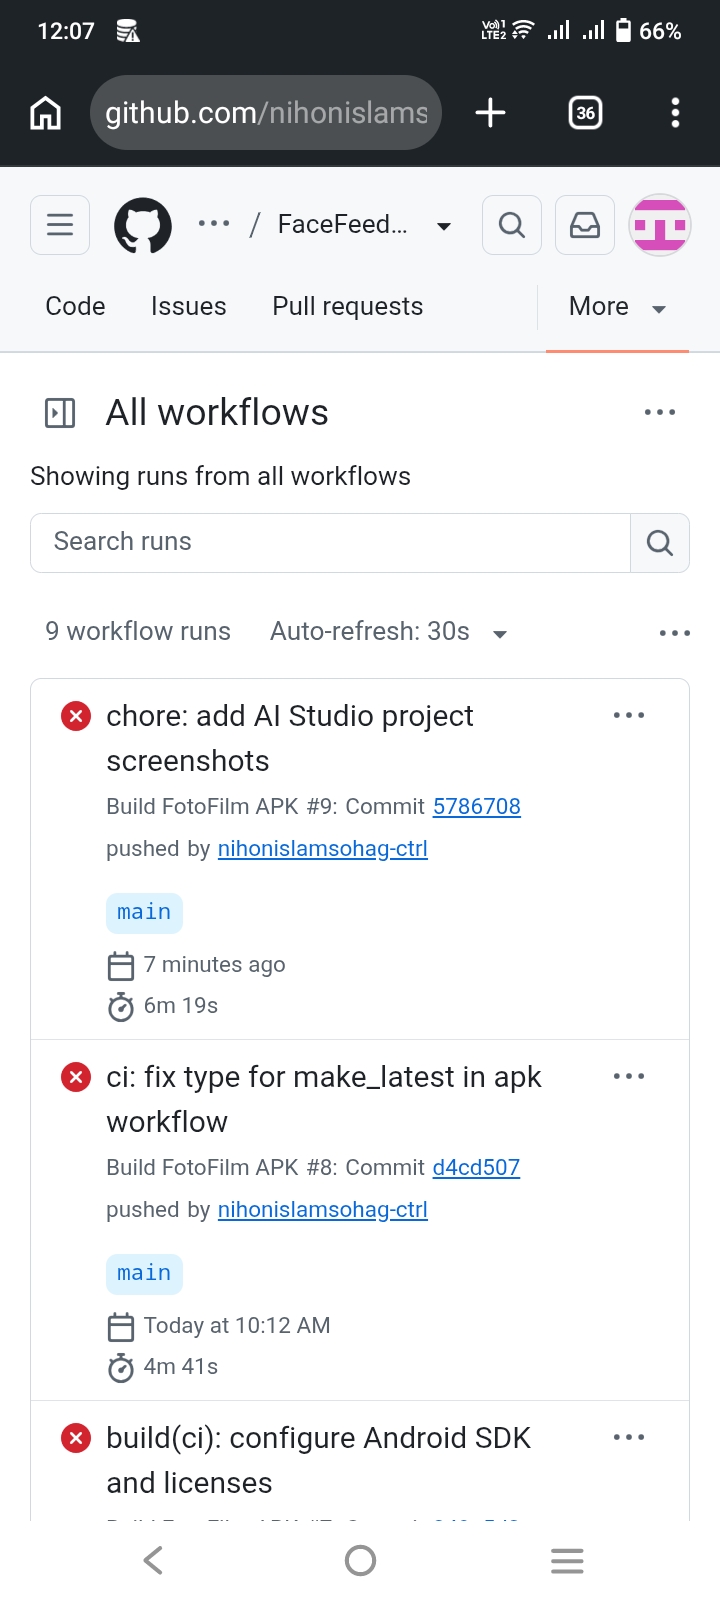 12:07
Vo))1 LTE2 66%
github.com/nihonislams
36
... / FaceFeed...
Code Issues Pull requests More
All workflows
Showing runs from all workflows
Search runs
9 workflow runs Auto-refresh: 30s
chore: add AI Studio project
screenshots
Build FotoFilm APK #9: Commit 5786708
pushed by nihonislamsohag-ctrl
main
7 minutes ago
6m 19s
ci: fix type for make_latest in apk
workflow
Build FotoFilm APK #8: Commit d4cd507
pushed by nihonislamsohag-ctrl
main
Today at 10:12 AM
4m 41s
build(ci): configure Android SDK
and licenses